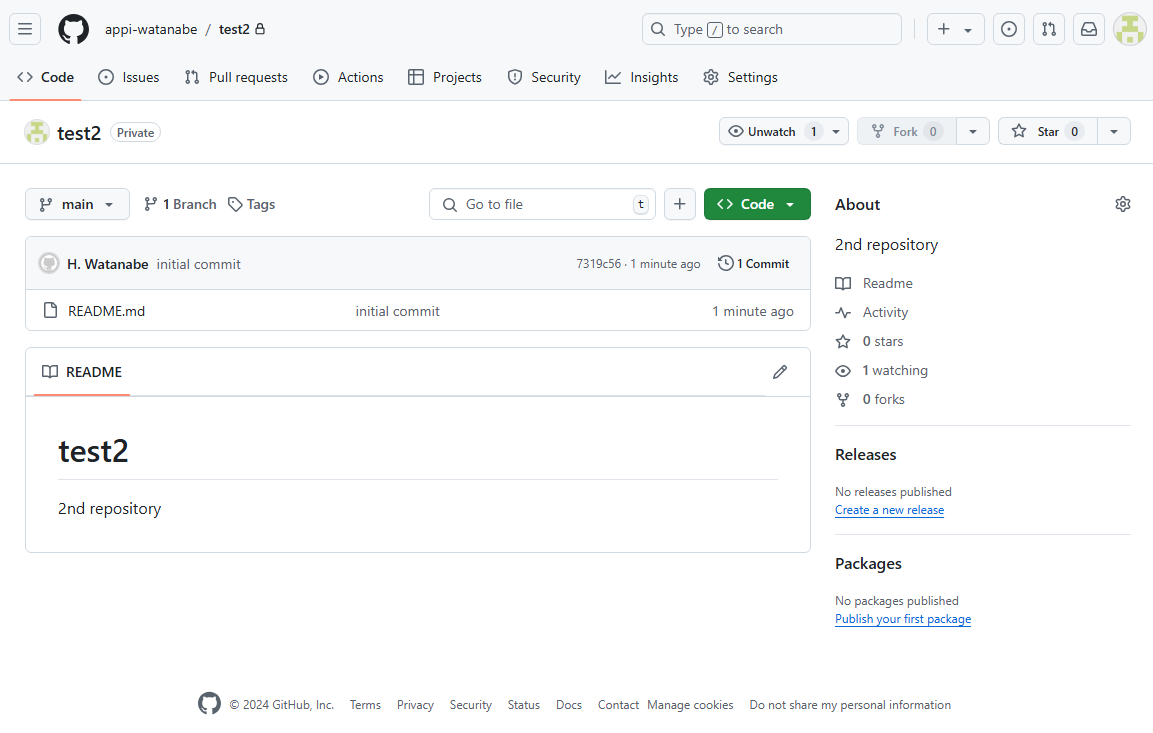 appi-watanabe / test2
Type / to search
Code Issues Pull requests Actions Projects Security Insights Settings
test2 Private
Unwatch 1 Fork 0 Star 0
main 1 Branch Tags Go to file t Code
About
2nd repository
H. Watanabe initial commit 7319c56 · 1 minute ago 1 Commit
README.md initial commit 1 minute ago
README
test2
2nd repository
Readme
Activity
0 stars
1 watching
0 forks
Releases
No releases published
Create a new release
Packages
No packages published
Publish your first package
© 2024 GitHub, Inc. Terms Privacy Security Status Docs Contact Manage cookies Do not share my personal information